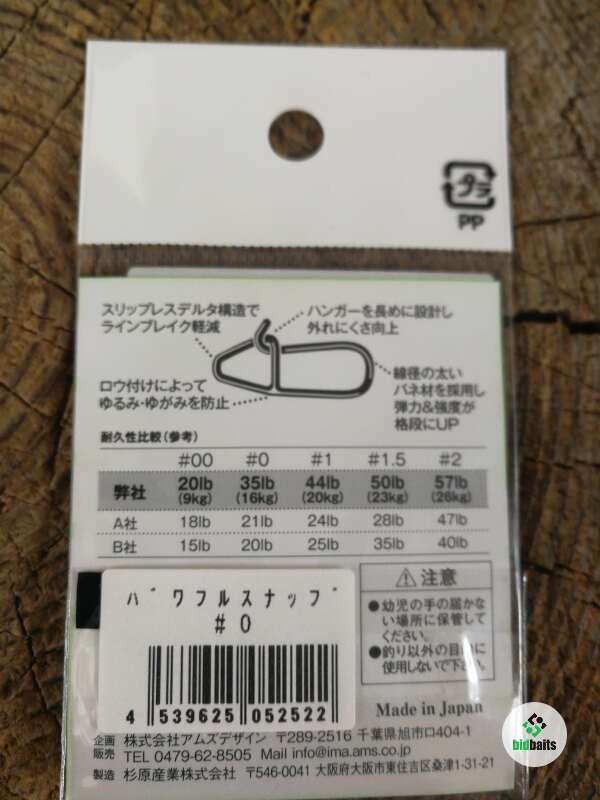 プラ
PP
スリップレスデルタ構造で
ラインブレイク軽減
ハンガーを長めに設計し
外れにくさ向上
ロウ付けによって
ゆるみ・ゆがみを防止
線径の太い
バネ材を採用し
弾力&強度が
格段にUP
耐久性比較(参考)
#00 #0 #1 #1.5 #2
弊社 20lb (9kg) 35lb (16kg) 44lb (20kg) 50lb (23kg) 57lb (26kg)
A社 18lb 21lb 24lb 28lb 47lb
B社 15lb 20lb 25lb 35lb 40lb
パワフルスナップ
#0
4 539625 052522
注意
●幼児の手の届かな
い場所に保管して
ください。
●釣り以外の目的に
使用しないで下さい。
Made in Japan
企画 販売 株式会社アムズデザイン 〒289-2516 千葉県旭市ロ404-1
TEL 0479-62-8505 Mail info@ima.ams.co.jp
製造 杉原産業株式会社 〒546-0041 大阪府大阪市東住吉区桑津1-31-21
bidbaits